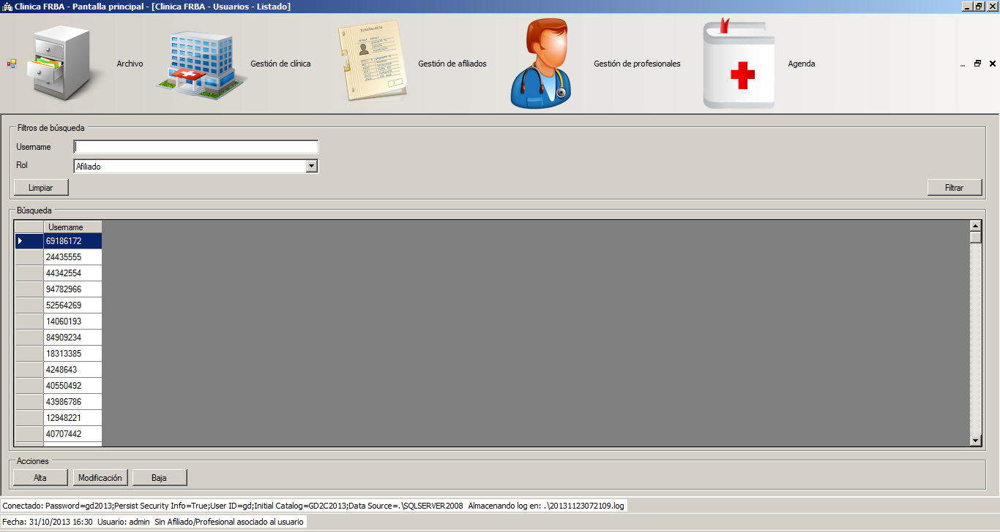 Clinica FRBA - Pantalla principal - [Clinica FRBA - Usuarios - Listado]
Archivo
Gestión de clínica
Gestión de afiliados
Gestión de profesionales
Agenda
Filtros de búsqueda
Username
Rol
Afiliado
Limpiar
Filtrar
Búsqueda
Username
69186172
24435555
44342554
94782966
52564269
14060193
84909234
18313385
4248643
40550492
43986786
12948221
40707442
Acciones
Alta
Modificación
Baja
Conectado: Password=gd2013;Persist Security Info=True;User ID=gd;Initial Catalog=GD2C2013;Data Source=.\SQLSERVER2008 Almacenando log en: .\20131123072109.log
Fecha: 31/10/2013 16:30 Usuario: admin Sin Afiliado/Profesional asociado al usuario